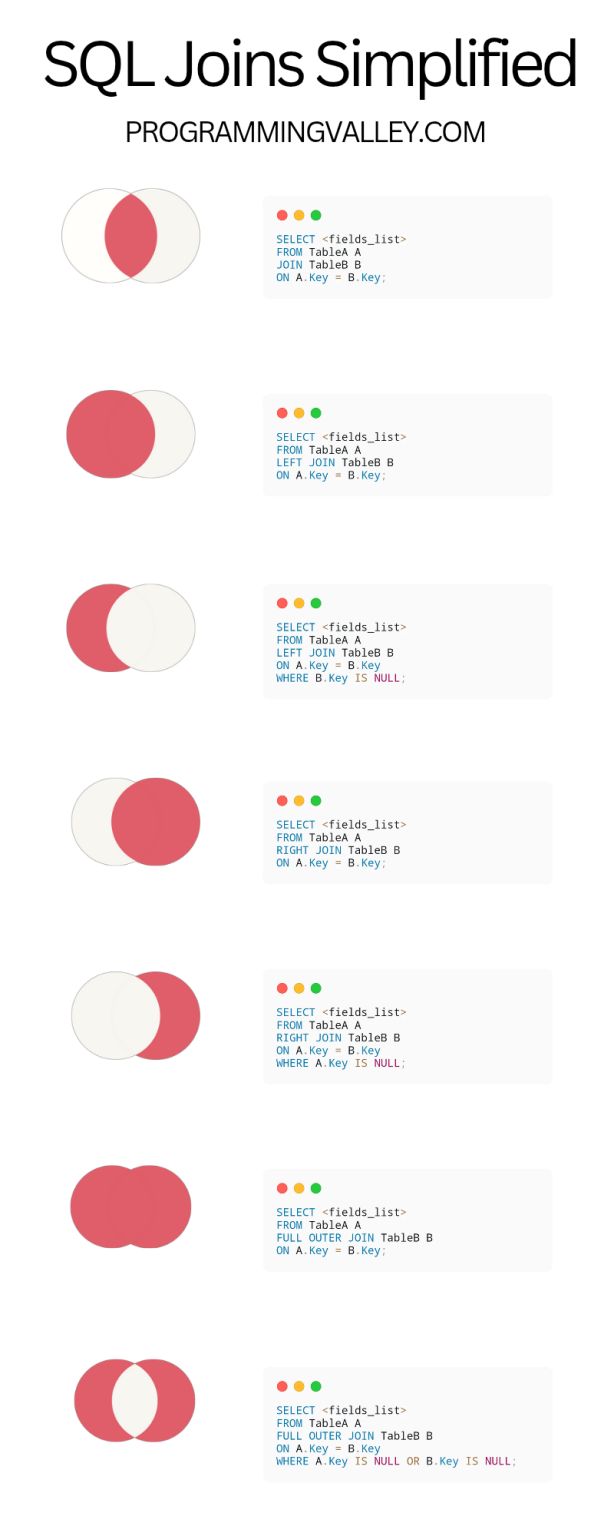 SQL Joins Simplified
PROGRAMMINGVALLEY.COM
SELECT <fields_list>
FROM TableA A
JOIN TableB B
ON A.Key = B.Key;
SELECT <fields_list>
FROM TableA A
LEFT JOIN TableB B
ON A.Key = B.Key;
SELECT <fields_list>
FROM TableA A
LEFT JOIN TableB B
ON A.Key = B.Key
WHERE B.Key IS NULL;
SELECT <fields_list>
FROM TableA A
RIGHT JOIN TableB B
ON A.Key = B.Key;
SELECT <fields_list>
FROM TableA A
RIGHT JOIN TableB B
ON A.Key = B.Key
WHERE A.Key IS NULL;
SELECT <fields_list>
FROM TableA A
FULL OUTER JOIN TableB B
ON A.Key = B.Key;
SELECT <fields_list>
FROM TableA A
FULL OUTER JOIN TableB B
ON A.Key = B.Key
WHERE A.Key IS NULL OR B.Key IS NULL;